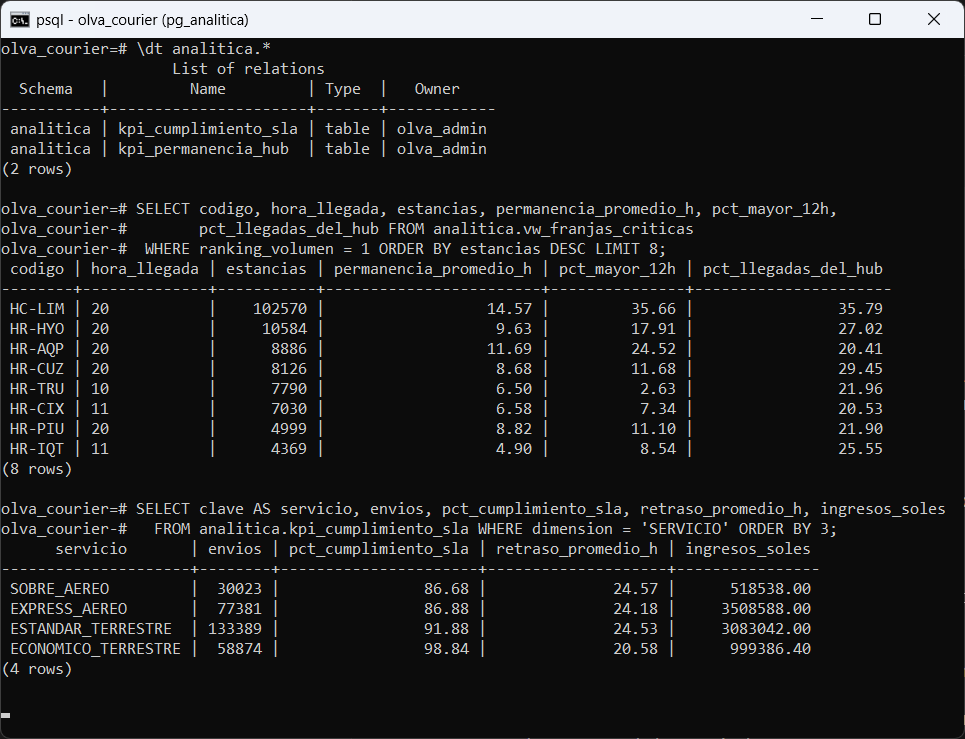 psql - olva_courier (pg_analitica)
olva_courier=# \dt analitica.*
                   List of relations
  Schema   |         Name          | Type  |   Owner
-----------+-----------------------+-------+------------
 analitica | kpi_cumplimiento_sla | table | olva_admin
 analitica | kpi_permanencia_hub  | table | olva_admin
(2 rows)
olva_courier=# SELECT codigo, hora_llegada, estancias, permanencia_promedio_h, pct_mayor_12h,
olva_courier-#        pct_llegadas_del_hub FROM analitica.vw_franjas_criticas
olva_courier-#  WHERE ranking_volumen = 1 ORDER BY estancias DESC LIMIT 8;
 codigo | hora_llegada | estancias | permanencia_promedio_h | pct_mayor_12h | pct_llegadas_del_hub
--------+--------------+-----------+------------------------+---------------+----------------------
 HC-LIM | 20           |    102570 |                  14.57 |         35.66 |                35.79
 HR-HYO | 20           |     10584 |                   9.63 |         17.91 |                27.02
 HR-AQP | 20           |      8886 |                  11.69 |         24.52 |                20.41
 HR-CUZ | 20           |      8126 |                   8.68 |         11.68 |                29.45
 HR-TRU | 10           |      7790 |                   6.50 |          2.63 |                21.96
 HR-CIX | 11           |      7030 |                   6.58 |          7.34 |                20.53
 HR-PIU | 20           |      4999 |                   8.82 |         11.10 |                21.90
 HR-IQT | 11           |      4369 |                   4.90 |          8.54 |                25.55
(8 rows)
olva_courier=# SELECT clave AS servicio, envios, pct_cumplimiento_sla, retraso_promedio_h, ingresos_soles
olva_courier-#   FROM analitica.kpi_cumplimiento_sla WHERE dimension = 'SERVICIO' ORDER BY 3;
      servicio       | envios | pct_cumplimiento_sla | retraso_promedio_h | ingresos_soles
---------------------+--------+----------------------+--------------------+----------------
 SOBRE_AEREO         |  30023 |                86.68 |              24.57 |      518538.00
 EXPRESS_AEREO       |  77381 |                86.88 |              24.18 |     3508588.00
 ESTANDAR_TERRESTRE  | 133389 |                91.88 |              24.53 |     3083042.00
 ECONOMICO_TERRESTRE |  58874 |                98.84 |              20.58 |      999386.40
(4 rows)